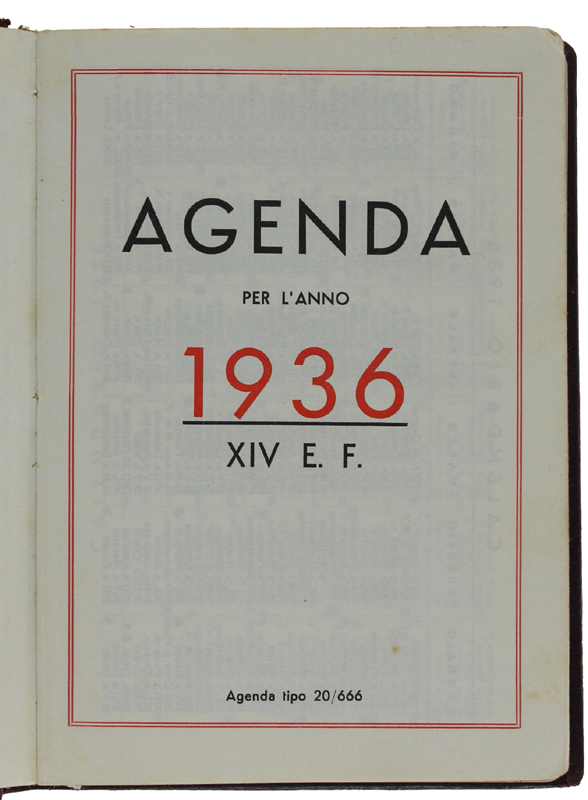 AGENDA
PER L'ANNO
1936
XIV E. F.
Agenda tipo 20/666